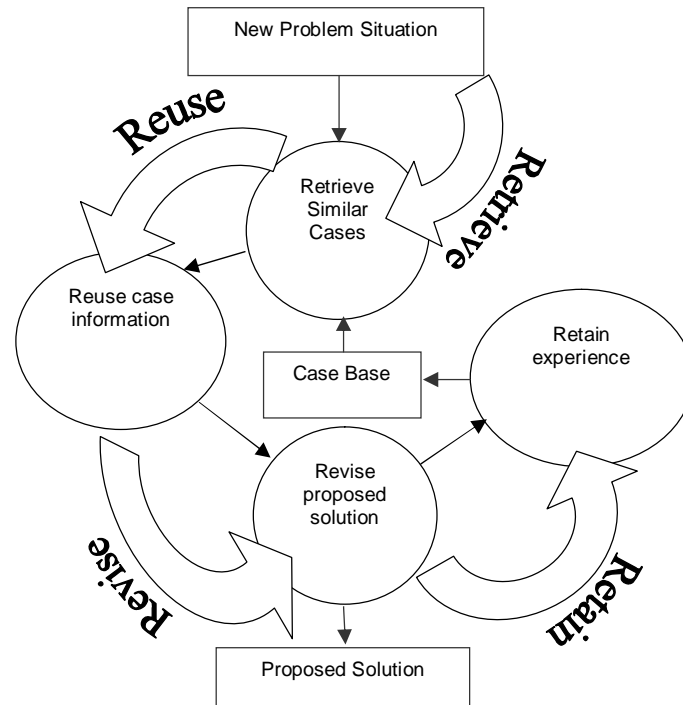 New Problem Situation
Reuse
Retrieve
Retrieve
Similar
Cases
Reuse case
information
Retain
experience
Case Base
Revise
proposed
solution
Revise
Retain
Proposed Solution